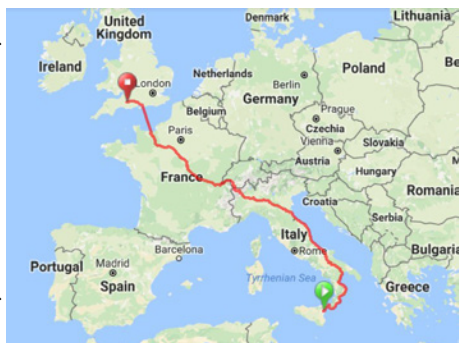 United
Kingdom
Denmark
Lithuania
Ireland
London
Netherlands
Berlin
Poland
Belgium
Germany
Prague
Czechia
Paris
Vienna
Slovakia
Austria
Hungary
France
Croatia
Romania
Serbia
Italy
Bulgaria
Barcelona
Rome
Portugal
Madrid
Spain
Tyrrhenian Sea
Greece